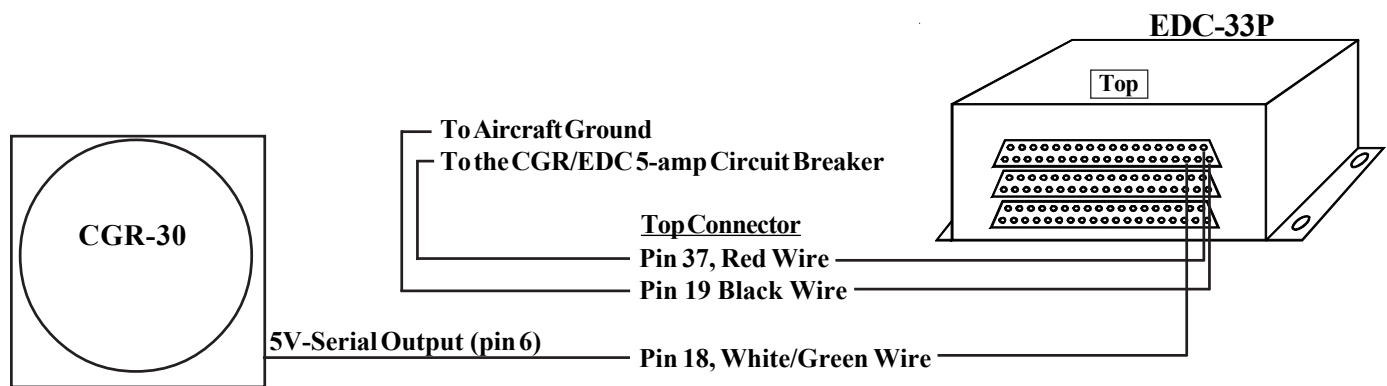 EDC-33P
Top
To Aircraft Ground
To the CGR/EDC 5-amp Circuit Breaker
CGR-30
Top Connector
Pin 37, Red Wire
Pin 19 Black Wire
5V-Serial Output (pin 6)
Pin 18, White/Green Wire